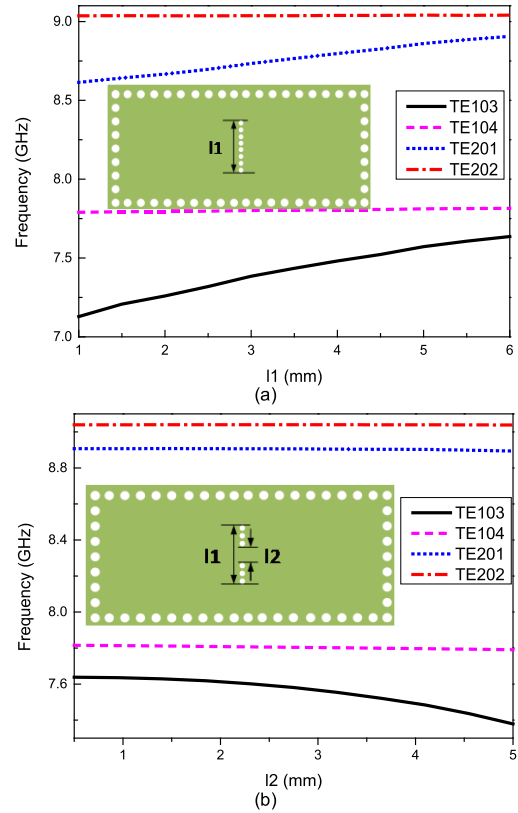 9.0
8.5
8.0
7.5
7.0
Frequency (GHz)
l1
TE103
TE104
TE201
TE202
1 2 3 4 5 6
l1 (mm)
(a)
8.8
8.4
8.0
7.6
Frequency (GHz)
l1 l2
TE103
TE104
TE201
TE202
1 2 3 4 5
l2 (mm)
(b)